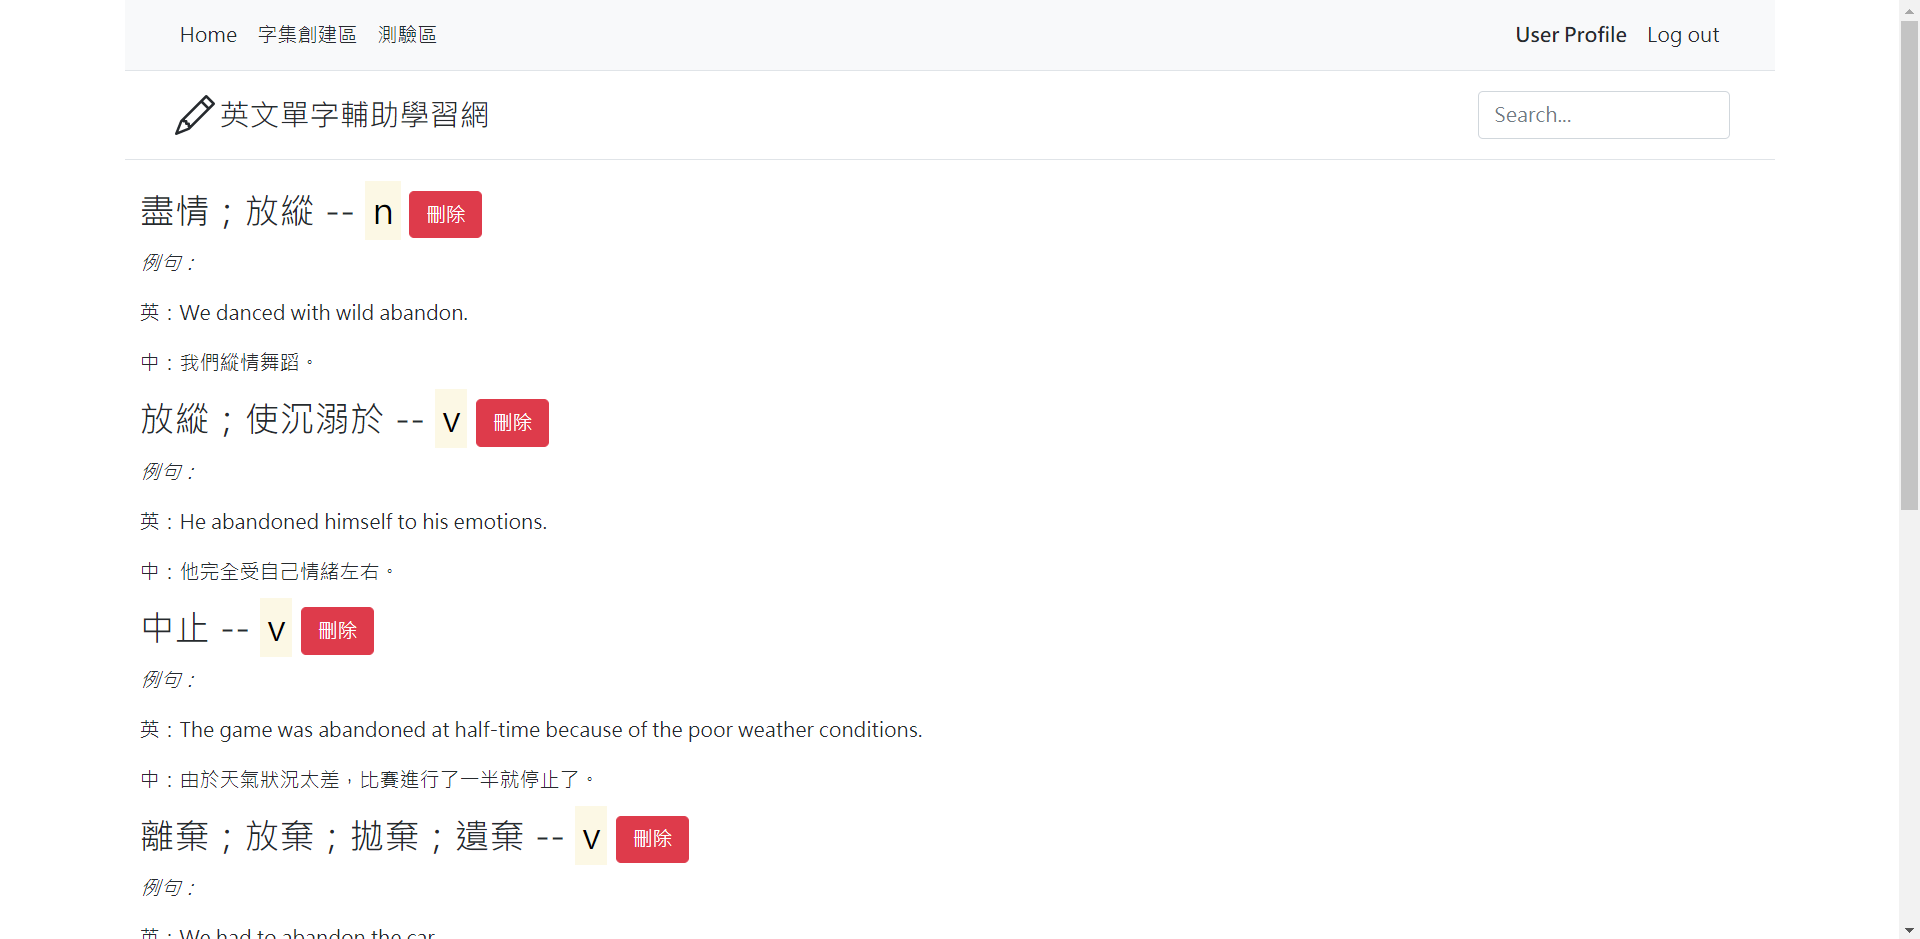 Home 字集創建區 測驗區 User Profile Log out
英文單字輔助學習網 Search...
盡情；放縱 -- n 刪除
例句：
英：We danced with wild abandon.
中：我們縱情舞蹈。
放縱；使沉溺於 -- v 刪除
例句：
英：He abandoned himself to his emotions.
中：他完全受自己情緒左右。
中止 -- v 刪除
例句：
英：The game was abandoned at half-time because of the poor weather conditions.
中：由於天氣狀況太差，比賽進行了一半就停止了。
離棄；放棄；拋棄；遺棄 -- v 刪除
例句：
英：We had to abandon the car.